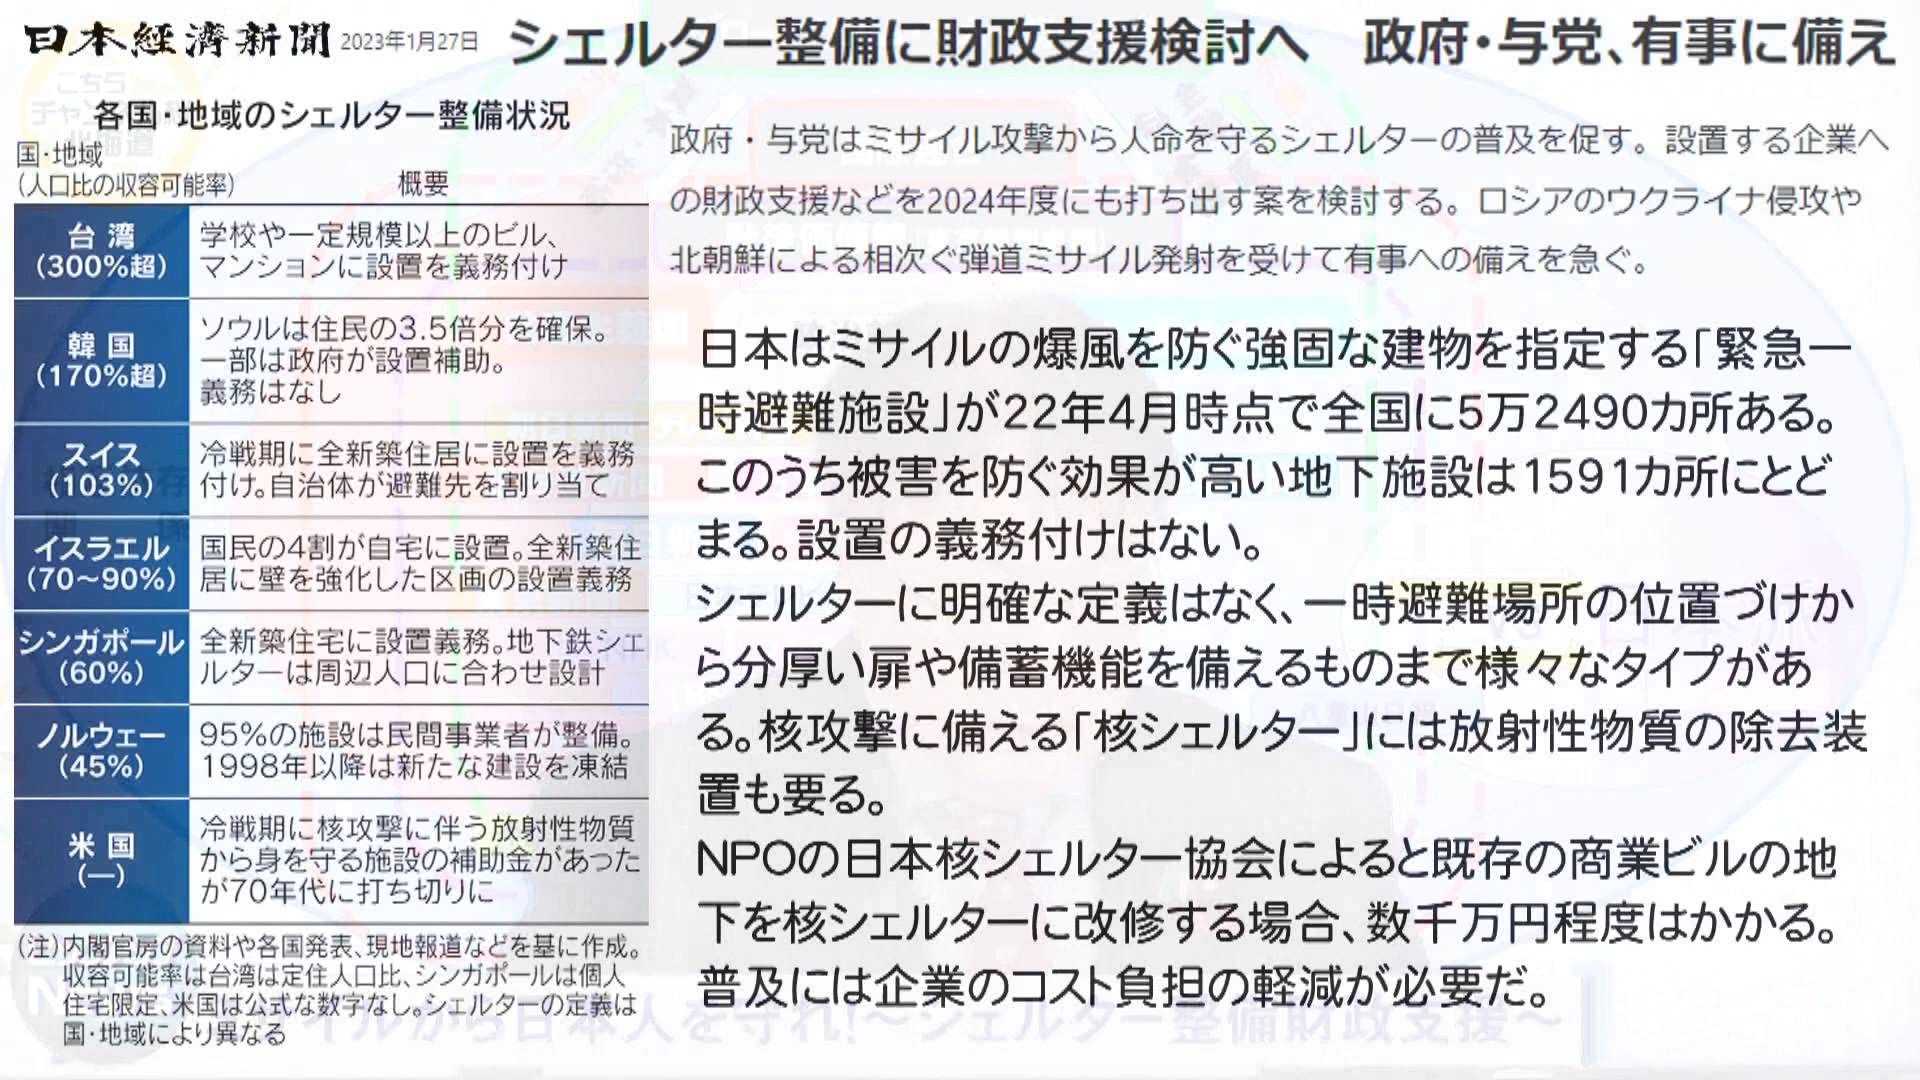 日本経済新聞 2023年1月27日
シェルター整備に財政支援検討へ 政府・与党、有事に備え
各国・地域のシェルター整備状況
国・地域
(人口比の収容可能率)
概要
台湾
(300%超)
学校や一定規模以上のビル、
マンションに設置を義務付け
韓国
(170%超)
ソウルは住民の3.5倍分を確保。
一部は政府が設置補助。
義務はなし
スイス
(103%)
冷戦期に全新築住居に設置を義務
付け。自治体が避難先を割り当て
イスラエル
(70〜90%)
国民の4割が自宅に設置。全新築住
居に壁を強化した区画の設置義務
シンガポール
(60%)
全新築住宅に設置義務。地下鉄シェ
ルターは周辺人口に合わせ設計
ノルウェー
(45%)
95%の施設は民間事業者が整備。
1998年以降は新たな建設を凍結
米国
(—)
冷戦期に核攻撃に伴う放射性物質
から身を守る施設の補助金があった
が70年代に打ち切りに
(注)内閣官房の資料や各国発表、現地報道などを基に作成。
収容可能率は台湾は定住人口比、シンガポールは個人
住宅限定、米国は公式な数字なし。シェルターの定義は
国・地域により異なる
政府・与党はミサイル攻撃から人命を守るシェルターの普及を促す。設置する企業へ
の財政支援などを2024年度にも打ち出す案を検討する。ロシアのウクライナ侵攻や
北朝鮮による相次ぐ弾道ミサイル発射を受けて有事への備えを急ぐ。
日本はミサイルの爆風を防ぐ強固な建物を指定する「緊急一
時避難施設」が22年4月時点で全国に5万2490カ所ある。
このうち被害を防ぐ効果が高い地下施設は1591カ所にとど
まる。設置の義務付けはない。
シェルターに明確な定義はなく、一時避難場所の位置づけか
ら分厚い扉や備蓄機能を備えるものまで様々なタイプがあ
る。核攻撃に備える「核シェルター」には放射性物質の除去装
置も要る。
NPOの日本核シェルター協会によると既存の商業ビルの地
下を核シェルターに改修する場合、数千万円程度はかかる。
普及には企業のコスト負担の軽減が必要だ。
イルから日本人を守れ!〜シェルター整備財政支援〜